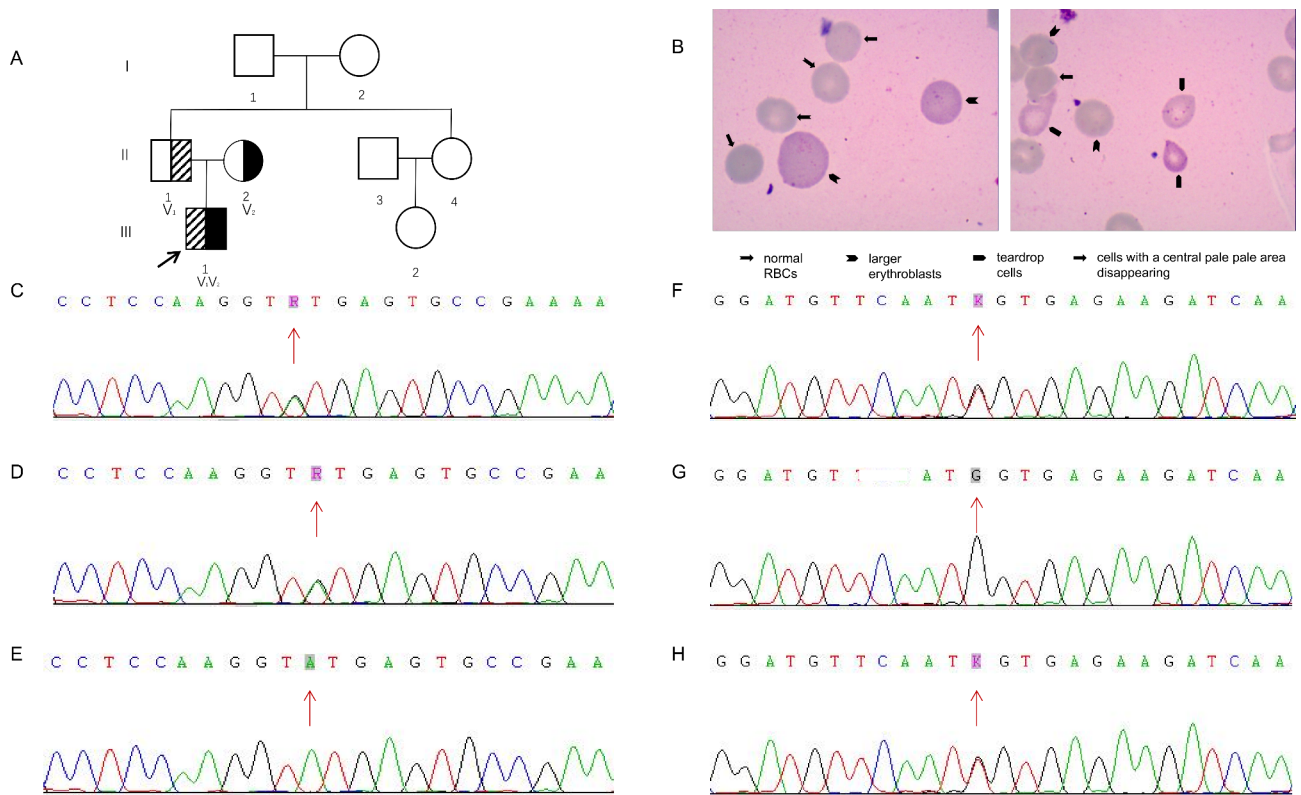 A
I
1
2
II
1
V₁
2
V₂
3
4
III
1
V₁V₂
2
B
normal RBCs
larger erythroblasts
teardrop cells
cells with a central pale pale area disappearing
C
C C T C C A A G G T R T G A G T G C C G A A A A
D
C C T C C A A G G T R T G A G T G C C G A A
E
C C T C C A A G G T A T G A G T G C C G A A
F
G G A T G T T C A A T K G T G A G A A G A T C A A
G
G G A T G T T A T G G T G A G A A G A T C A A
H
G G A T G T T C A A T K G T G A G A A G A T C A A